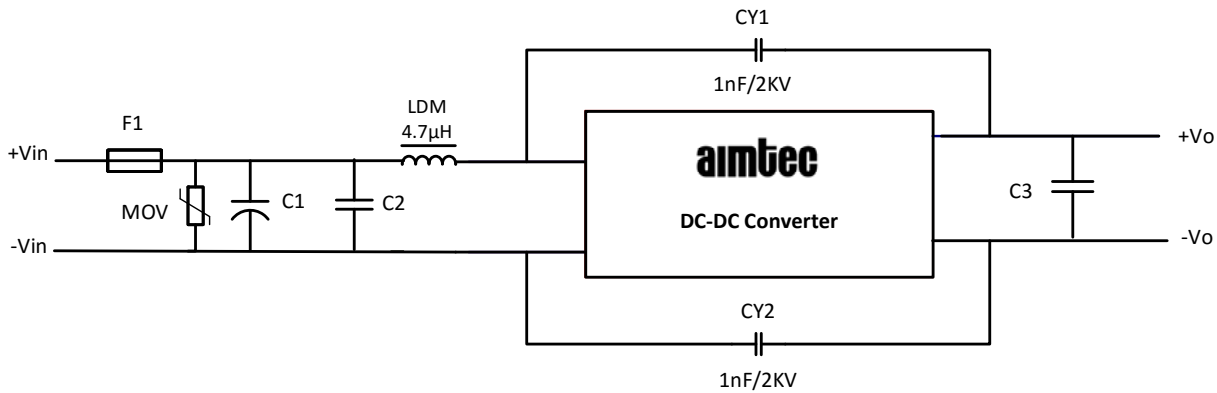 CY1
1nF/2KV
LDM
4.7µH
F1
+Vin
MOV
C1
C2
-Vin
aimtec
DC-DC Converter
C3
+Vo
-Vo
CY2
1nF/2KV